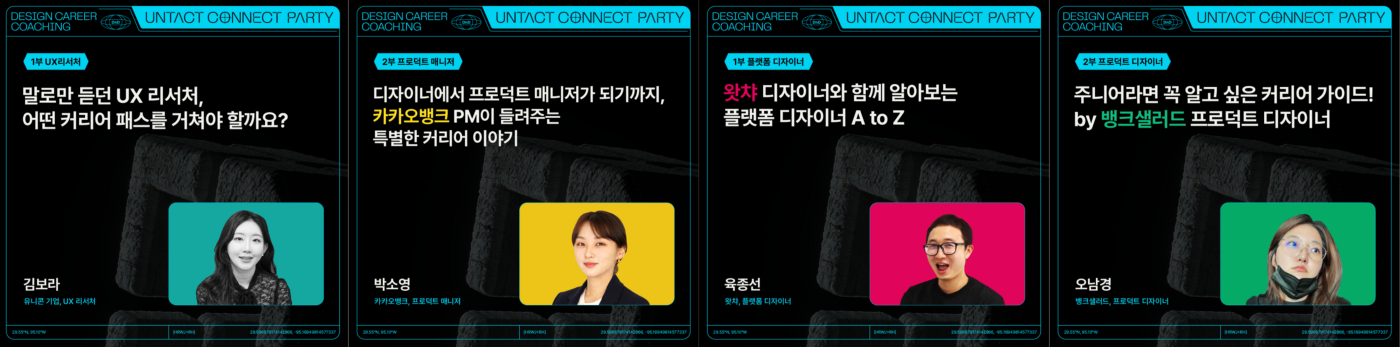 DESIGN CAREER
COACHING
UNTACT CONNECT PARTY
1부 UX리서처
말로만 듣던 UX 리서처,
어떤 커리어 패스를 거쳐야 할까요?
김보라
유니콘 기업, UX 리서처
DESIGN CAREER
COACHING
UNTACT CONNECT PARTY
2부 프로덕트 매니저
디자이너에서 프로덕트 매니저가 되기까지,
카카오뱅크 PM이 들려주는
특별한 커리어 이야기
박소영
카카오뱅크, 프로덕트 매니저
DESIGN CAREER
COACHING
UNTACT CONNECT PARTY
1부 플랫폼 디자이너
왓챠 디자이너와 함께 알아보는
플랫폼 디자이너 A to Z
육종선
왓챠, 플랫폼 디자이너
DESIGN CAREER
COACHING
UNTACT CONNECT PARTY
2부 프로덕트 디자이너
주니어라면 꼭 알고 싶은 커리어 가이드!
by 뱅크샐러드 프로덕트 디자이너
오남경
뱅크샐러드, 프로덕트 디자이너